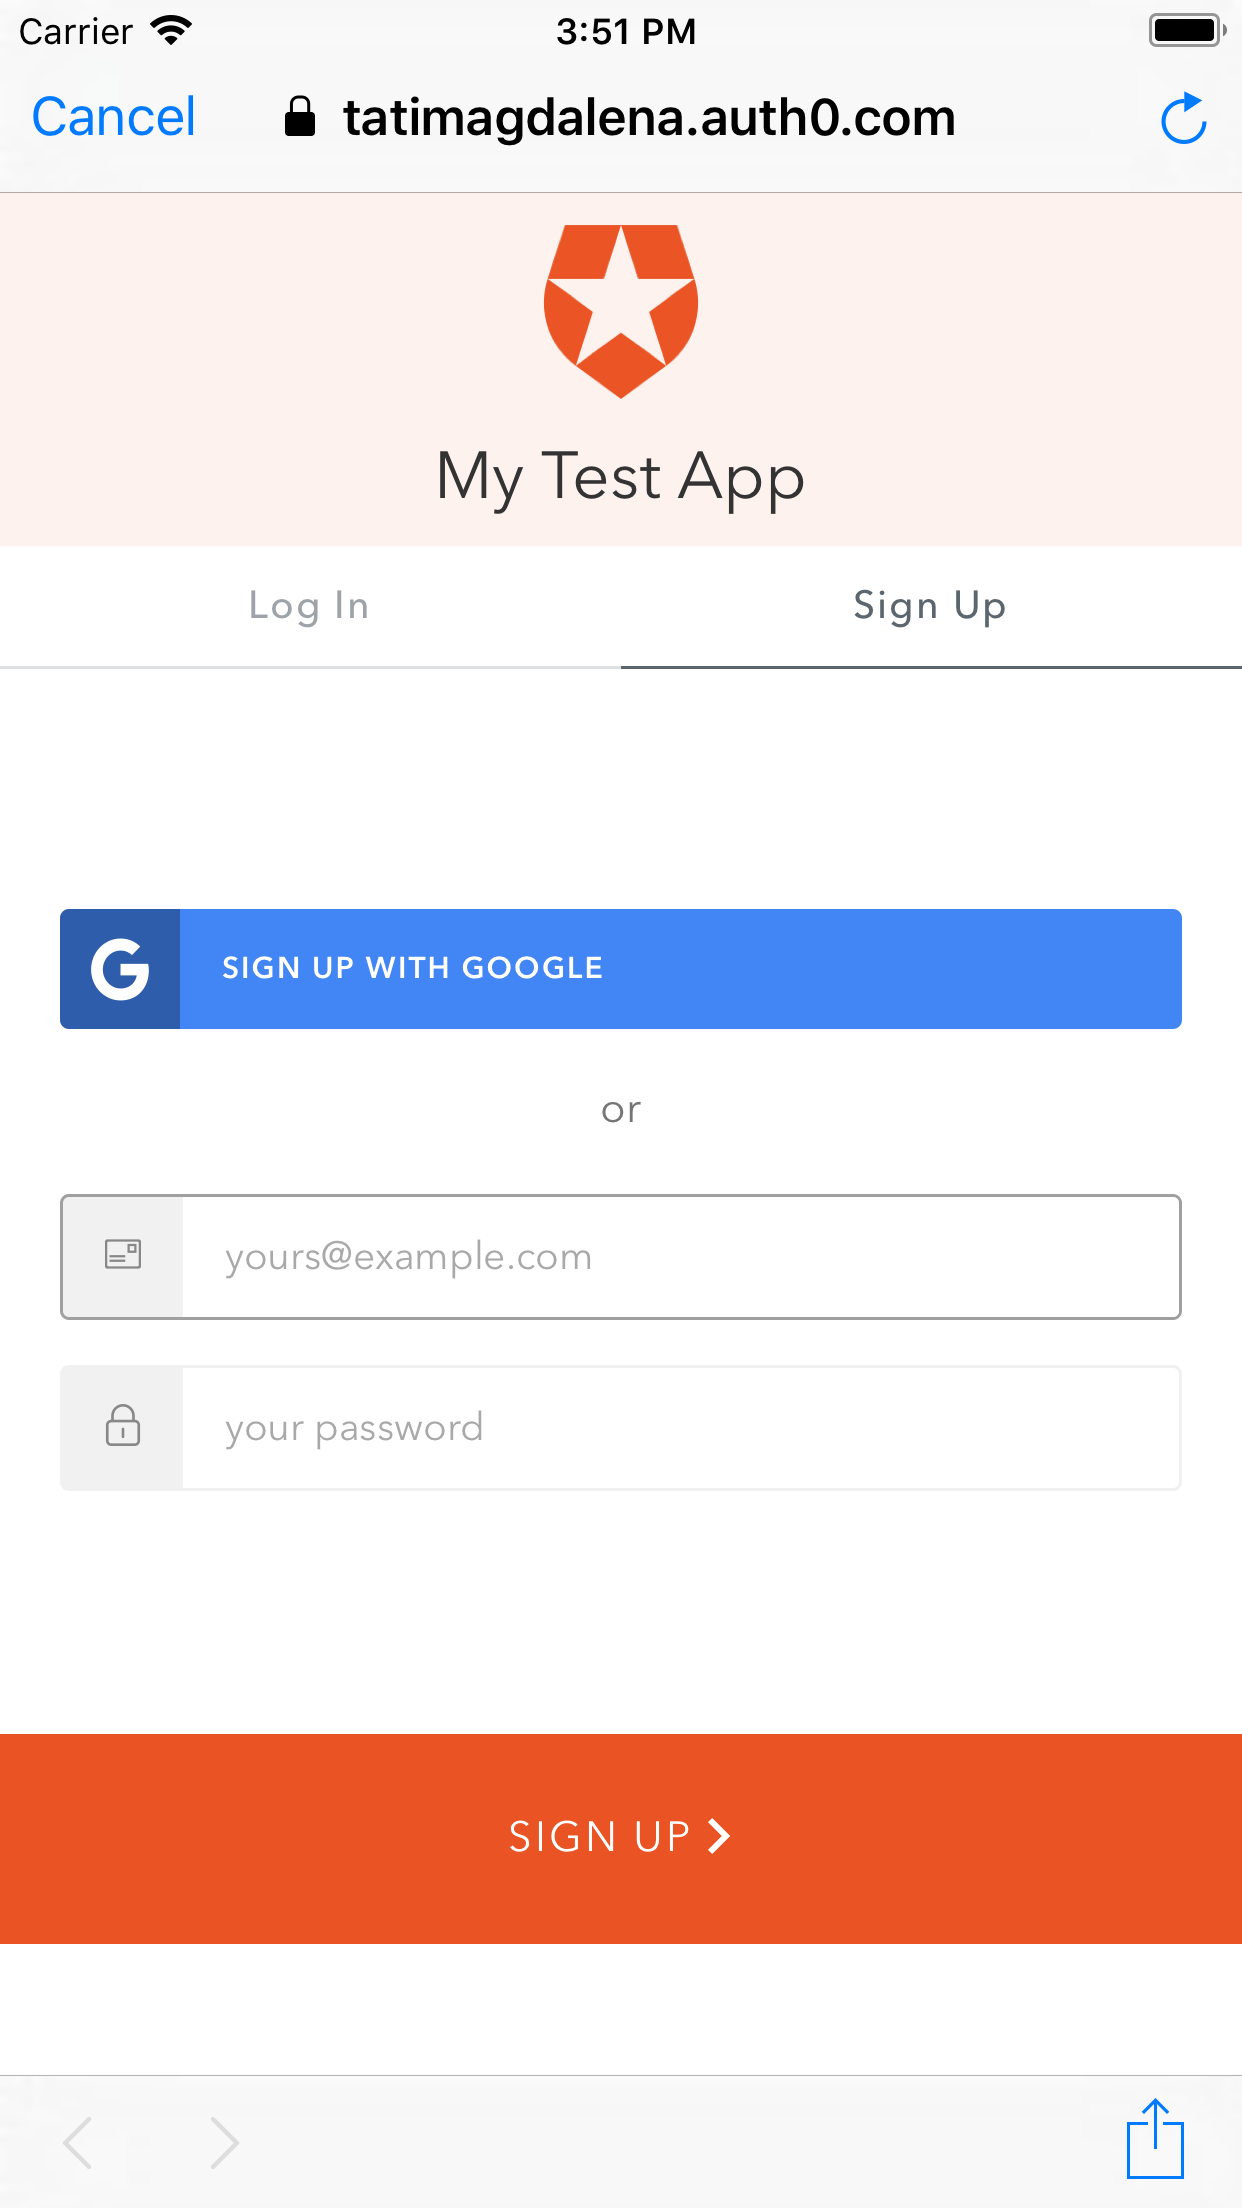 Carrier 3:51 PM
Cancel tatimagdalena.auth0.com
My Test App
Log In Sign Up
SIGN UP WITH GOOGLE
or
yours@example.com
your password
SIGN UP